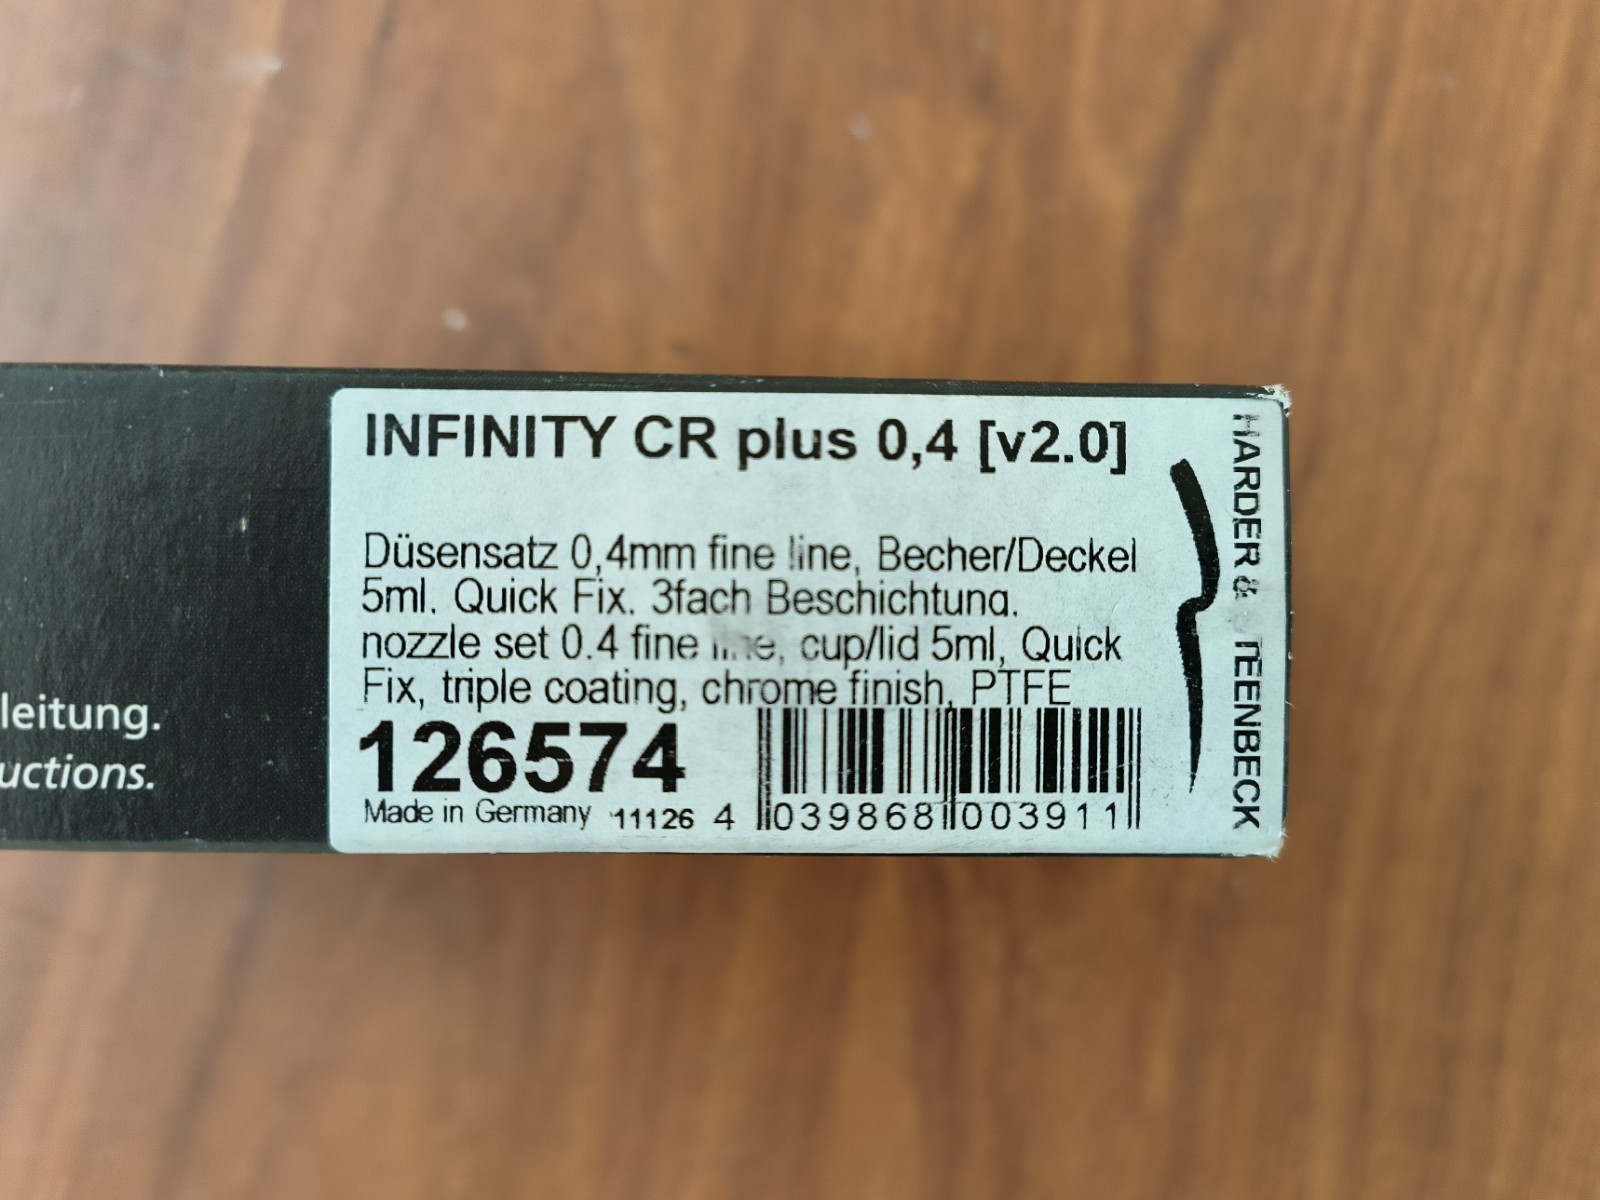 INFINITY CR plus 0,4 [v2.0]
Düsensatz 0,4mm fine line, Becher/Deckel
5ml. Quick Fix. 3fach Beschichtung.
nozzle set 0.4 fine line, cup/lid 5ml, Quick
Fix, triple coating, chrome finish, PTFE
126574
Made in Germany 11126 4 039868 003911
HARDER & STEENBECK
leitung.
uctions.